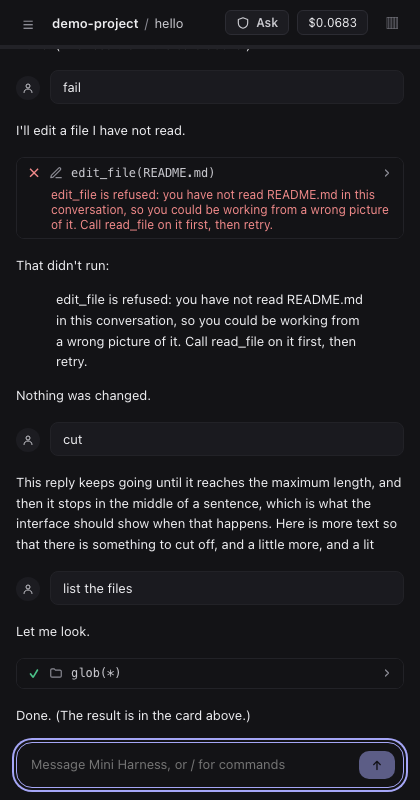 demo-project / hello
Ask
$0.0683
fail
I'll edit a file I have not read.
edit_file(README.md)
edit_file is refused: you have not read README.md in this
conversation, so you could be working from a wrong picture
of it. Call read_file on it first, then retry.
That didn't run:
edit_file is refused: you have not read README.md
in this conversation, so you could be working from
a wrong picture of it. Call read_file on it first, then
retry.
Nothing was changed.
cut
This reply keeps going until it reaches the maximum length, and
then it stops in the middle of a sentence, which is what the
interface should show when that happens. Here is more text so
that there is something to cut off, and a little more, and a lit
list the files
Let me look.
glob(*)
Done. (The result is in the card above.)
Message Mini Harness, or / for commands